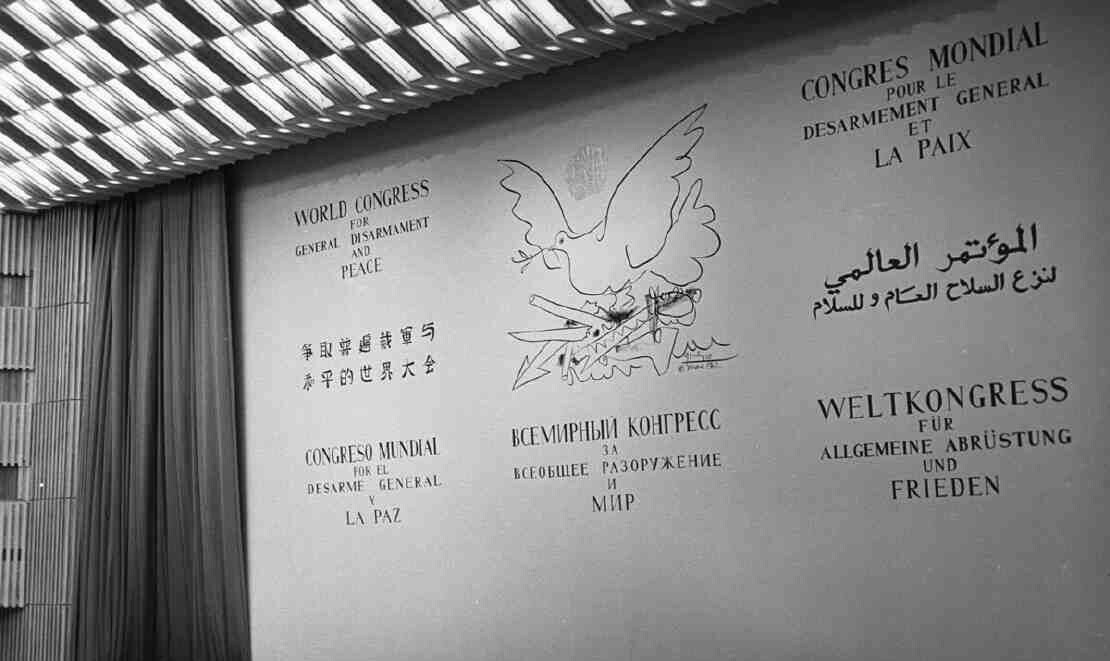 WORLD CONGRESS
FOR
GENERAL DISARMAMENT
AND
PEACE
争取普遍裁軍与
和平的世界大会
CONGRESO MUNDIAL
POR EL
DESARME GENERAL
Y
LA PAZ
ВСЕМИРНЫЙ КОНГРЕСС
ЗА
ВСЕОБЩЕЕ РАЗОРУЖЕНИЕ
И
МИР
CONGRES MONDIAL
POUR LE
DESARMEMENT GENERAL
ET
LA PAIX
المؤتمر العالمي
لنزع السلاح العام و للسلام
WELTKONGRESS
FÜR
ALLGEMEINE ABRÜSTUNG
UND
FRIEDEN